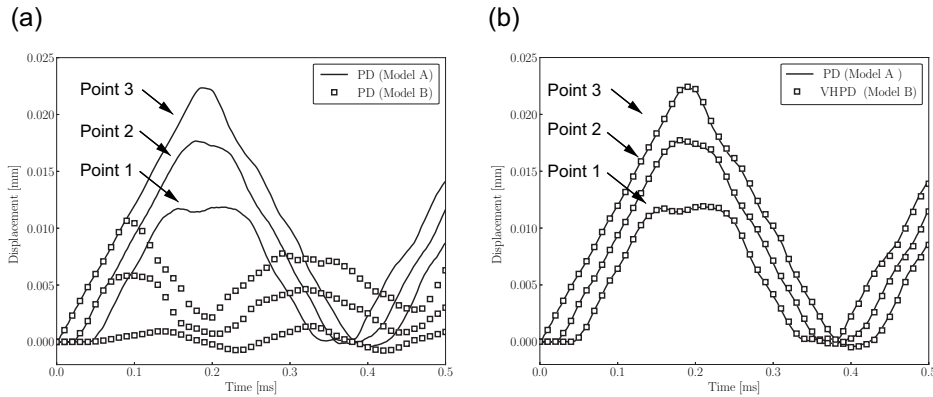 (a)
0.025
0.020
0.015
0.010
0.005
0.000
Displacement [mm]
Point 3
Point 2
Point 1
PD (Model A)
PD (Model B)
0.0
0.1
0.2
0.3
0.4
0.5
Time [ms]
(b)
0.025
0.020
0.015
0.010
0.005
0.000
Displacement [mm]
Point 3
Point 2
Point 1
PD (Model A )
VHPD (Model B)
0.0
0.1
0.2
0.3
0.4
0.5
Time [ms]